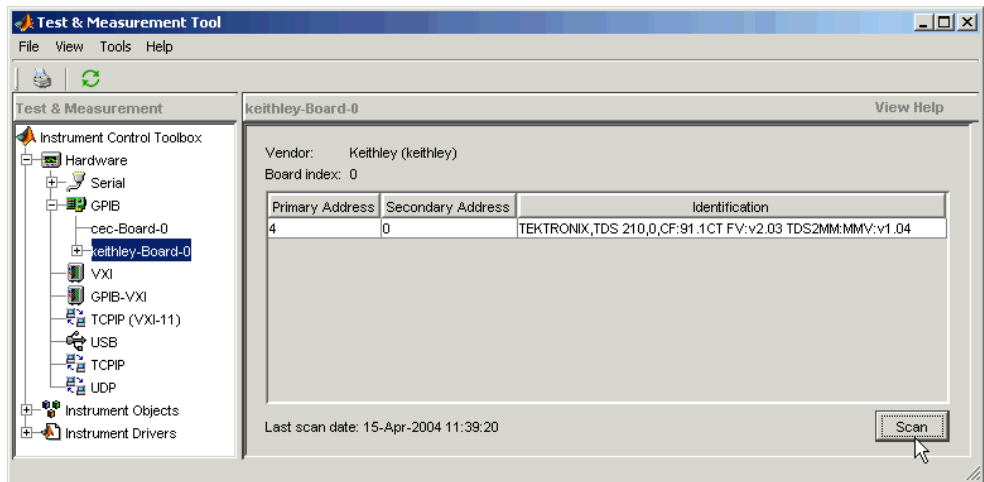 Test & Measurement Tool
File View Tools Help
Test & Measurement
keithley-Board-0
View Help
Instrument Control Toolbox
Hardware
Serial
GPIB
cec-Board-0
keithley-Board-0
VXI
GPIB-VXI
TCPIP (VXI-11)
USB
TCPIP
UDP
Instrument Objects
Instrument Drivers
Vendor: Keithley (keithley)
Board index: 0
Primary Address Secondary Address Identification
4 0 TEKTRONIX,TDS 210,0,CF:91.1CT FV:v2.03 TDS2MM:MMV:v1.04
Last scan date: 15-Apr-2004 11:39:20
Scan